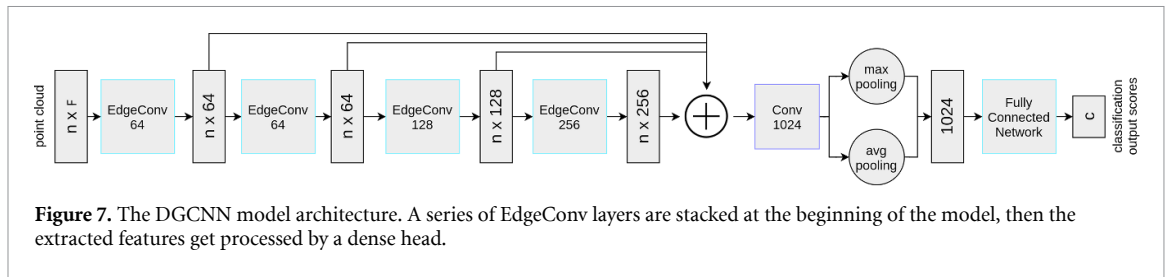 point cloud
n x F
EdgeConv
64
n x 64
EdgeConv
64
n x 64
EdgeConv
128
n x 128
EdgeConv
256
n x 256
Conv
1024
max
pooling
avg
pooling
1024
Fully
Connected
Network
c
classification
output scores
Figure 7. The DGCNN model architecture. A series of EdgeConv layers are stacked at the beginning of the model, then the
extracted features get processed by a dense head.